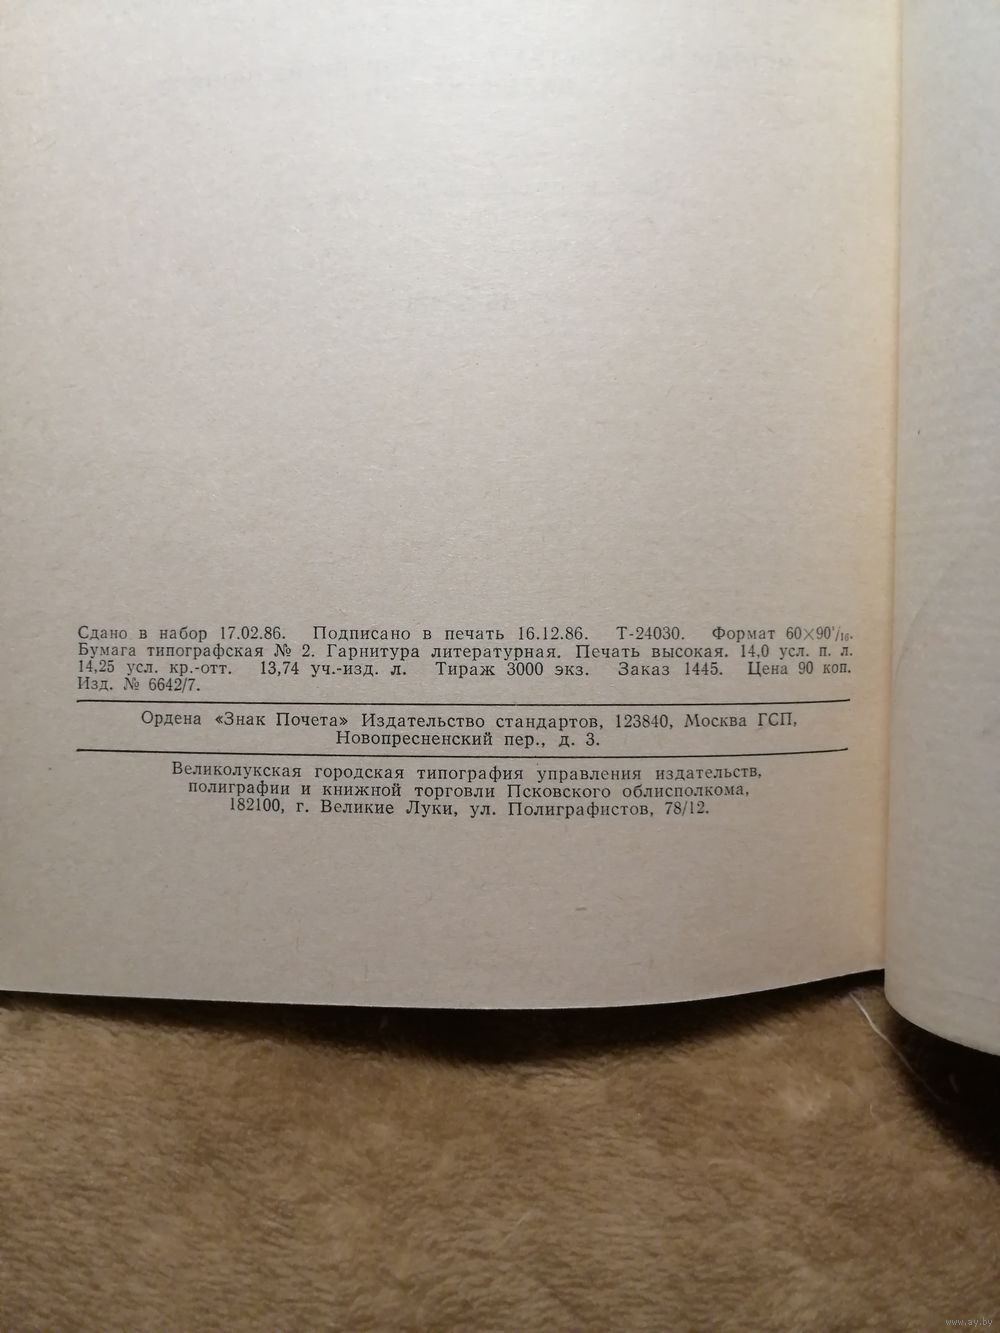 Сдано в набор 17.02.86. Подписано в печать 16.12.86. Т-24030. Формат 60×90¹/₁₆.
Бумага типографская № 2. Гарнитура литературная. Печать высокая. 14,0 усл. п. л.
14,25 усл. кр.-отт. 13,74 уч.-изд. л. Тираж 3000 экз. Заказ 1445. Цена 90 коп.
Изд. № 6642/7.
Ордена «Знак Почета» Издательство стандартов, 123840, Москва ГСП,
Новопресненский пер., д. 3.
Великолукская городская типография управления издательств,
полиграфии и книжной торговли Псковского облисполкома,
182100, г. Великие Луки, ул. Полиграфистов, 78/12.
www.ay.by